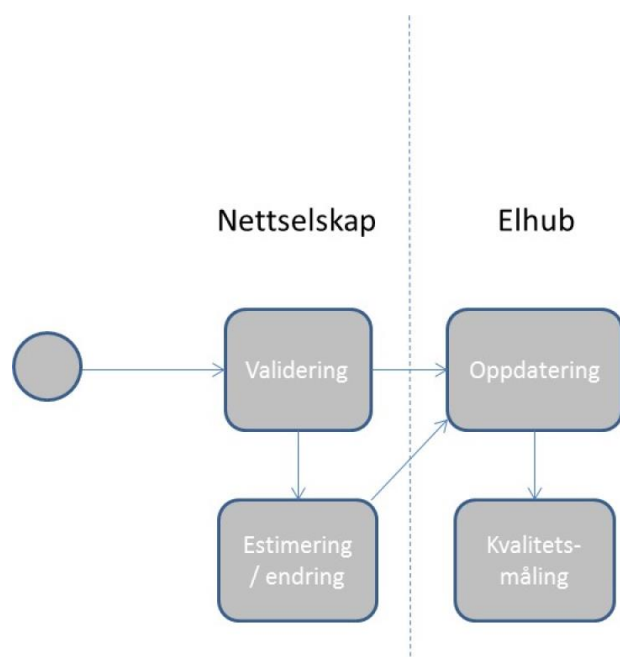 Nettselskap
Elhub
Validering
Oppdatering
Estimering
/ endring
Kvalitets-
måling